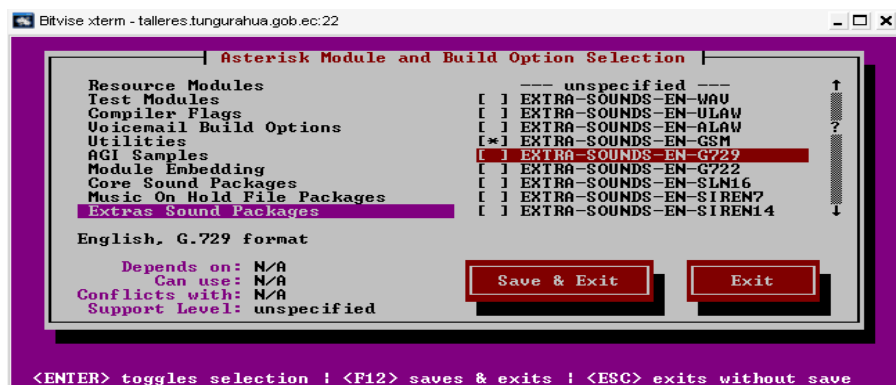 Bitvise xterm - talleres.tungurahua.gob.ec:22
Asterisk Module and Build Option Selection
Resource Modules --- unspecified ---
Test Modules [ ] EXTRA-SOUNDS-EN-WAV
Compiler Flags [ ] EXTRA-SOUNDS-EN-ULAW
Voicemail Build Options [ ] EXTRA-SOUNDS-EN-ALAW ?
Utilities [*] EXTRA-SOUNDS-EN-GSM
AGI Samples [ ] EXTRA-SOUNDS-EN-G729
Module Embedding [ ] EXTRA-SOUNDS-EN-G722
Core Sound Packages [ ] EXTRA-SOUNDS-EN-SLN16
Music On Hold File Packages [ ] EXTRA-SOUNDS-EN-SIREN7
Extras Sound Packages [ ] EXTRA-SOUNDS-EN-SIREN14
English, G.729 format
Depends on: N/A
Can use: N/A
Conflicts with: N/A
Support Level: unspecified
Save & Exit
Exit
<ENTER> toggles selection | <F12> saves & exits | <ESC> exits without save